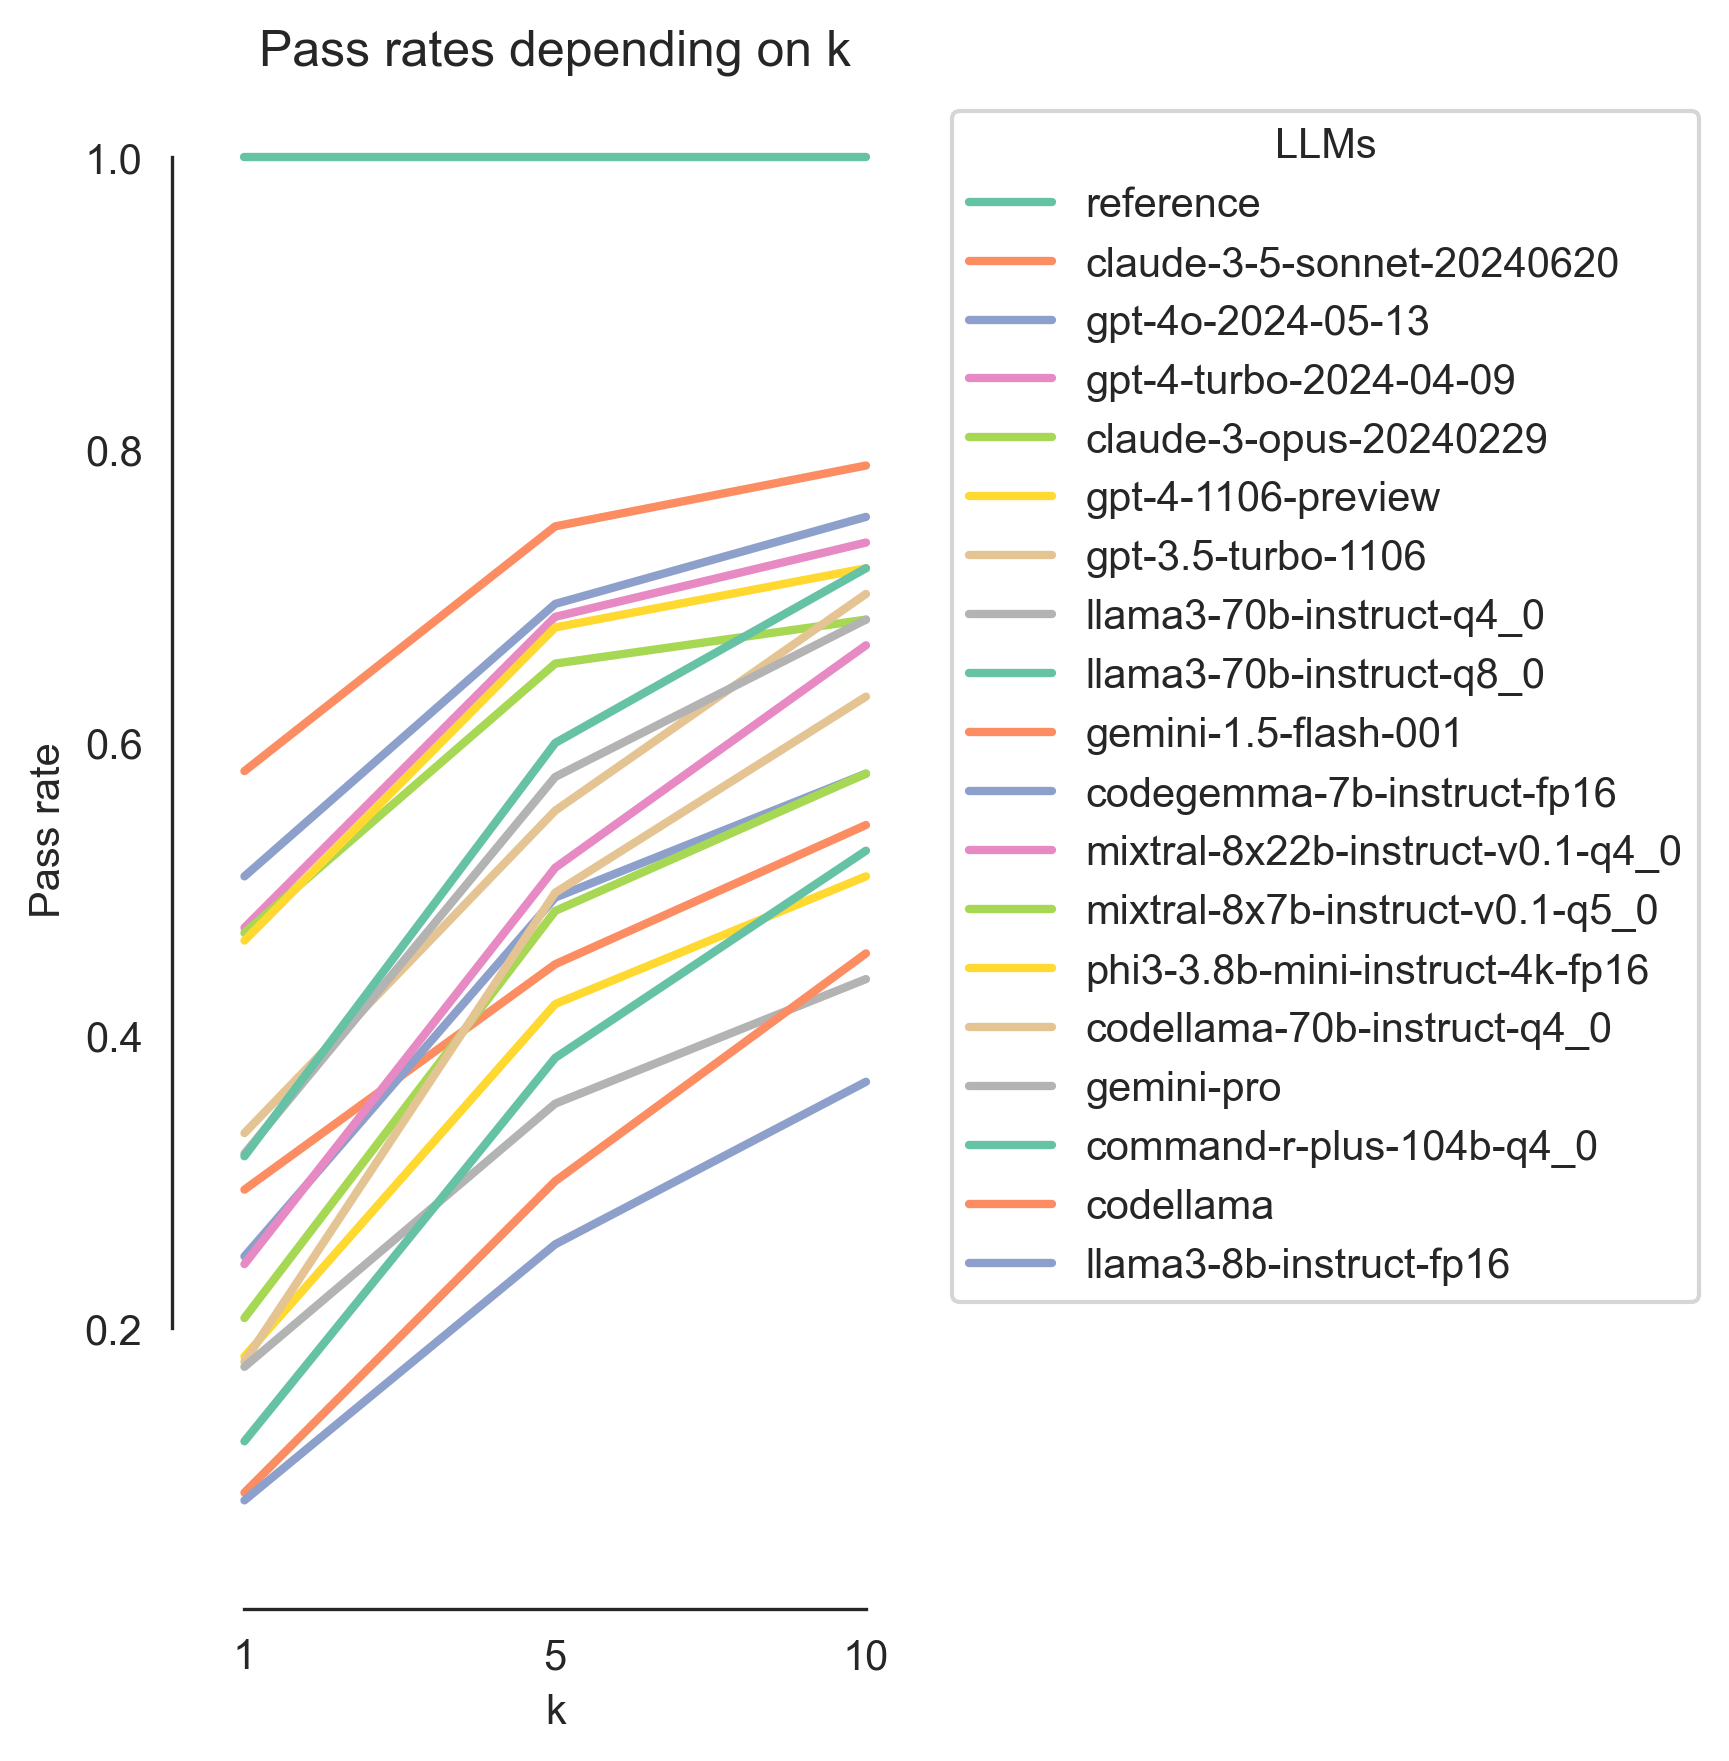 Pass rates depending on k
1.0
0.8
0.6
0.4
0.2
Pass rate
1 5 10
k
LLMs
reference
claude-3-5-sonnet-20240620
gpt-4o-2024-05-13
gpt-4-turbo-2024-04-09
claude-3-opus-20240229
gpt-4-1106-preview
gpt-3.5-turbo-1106
llama3-70b-instruct-q4_0
llama3-70b-instruct-q8_0
gemini-1.5-flash-001
codegemma-7b-instruct-fp16
mixtral-8x22b-instruct-v0.1-q4_0
mixtral-8x7b-instruct-v0.1-q5_0
phi3-3.8b-mini-instruct-4k-fp16
codellama-70b-instruct-q4_0
gemini-pro
command-r-plus-104b-q4_0
codellama
llama3-8b-instruct-fp16